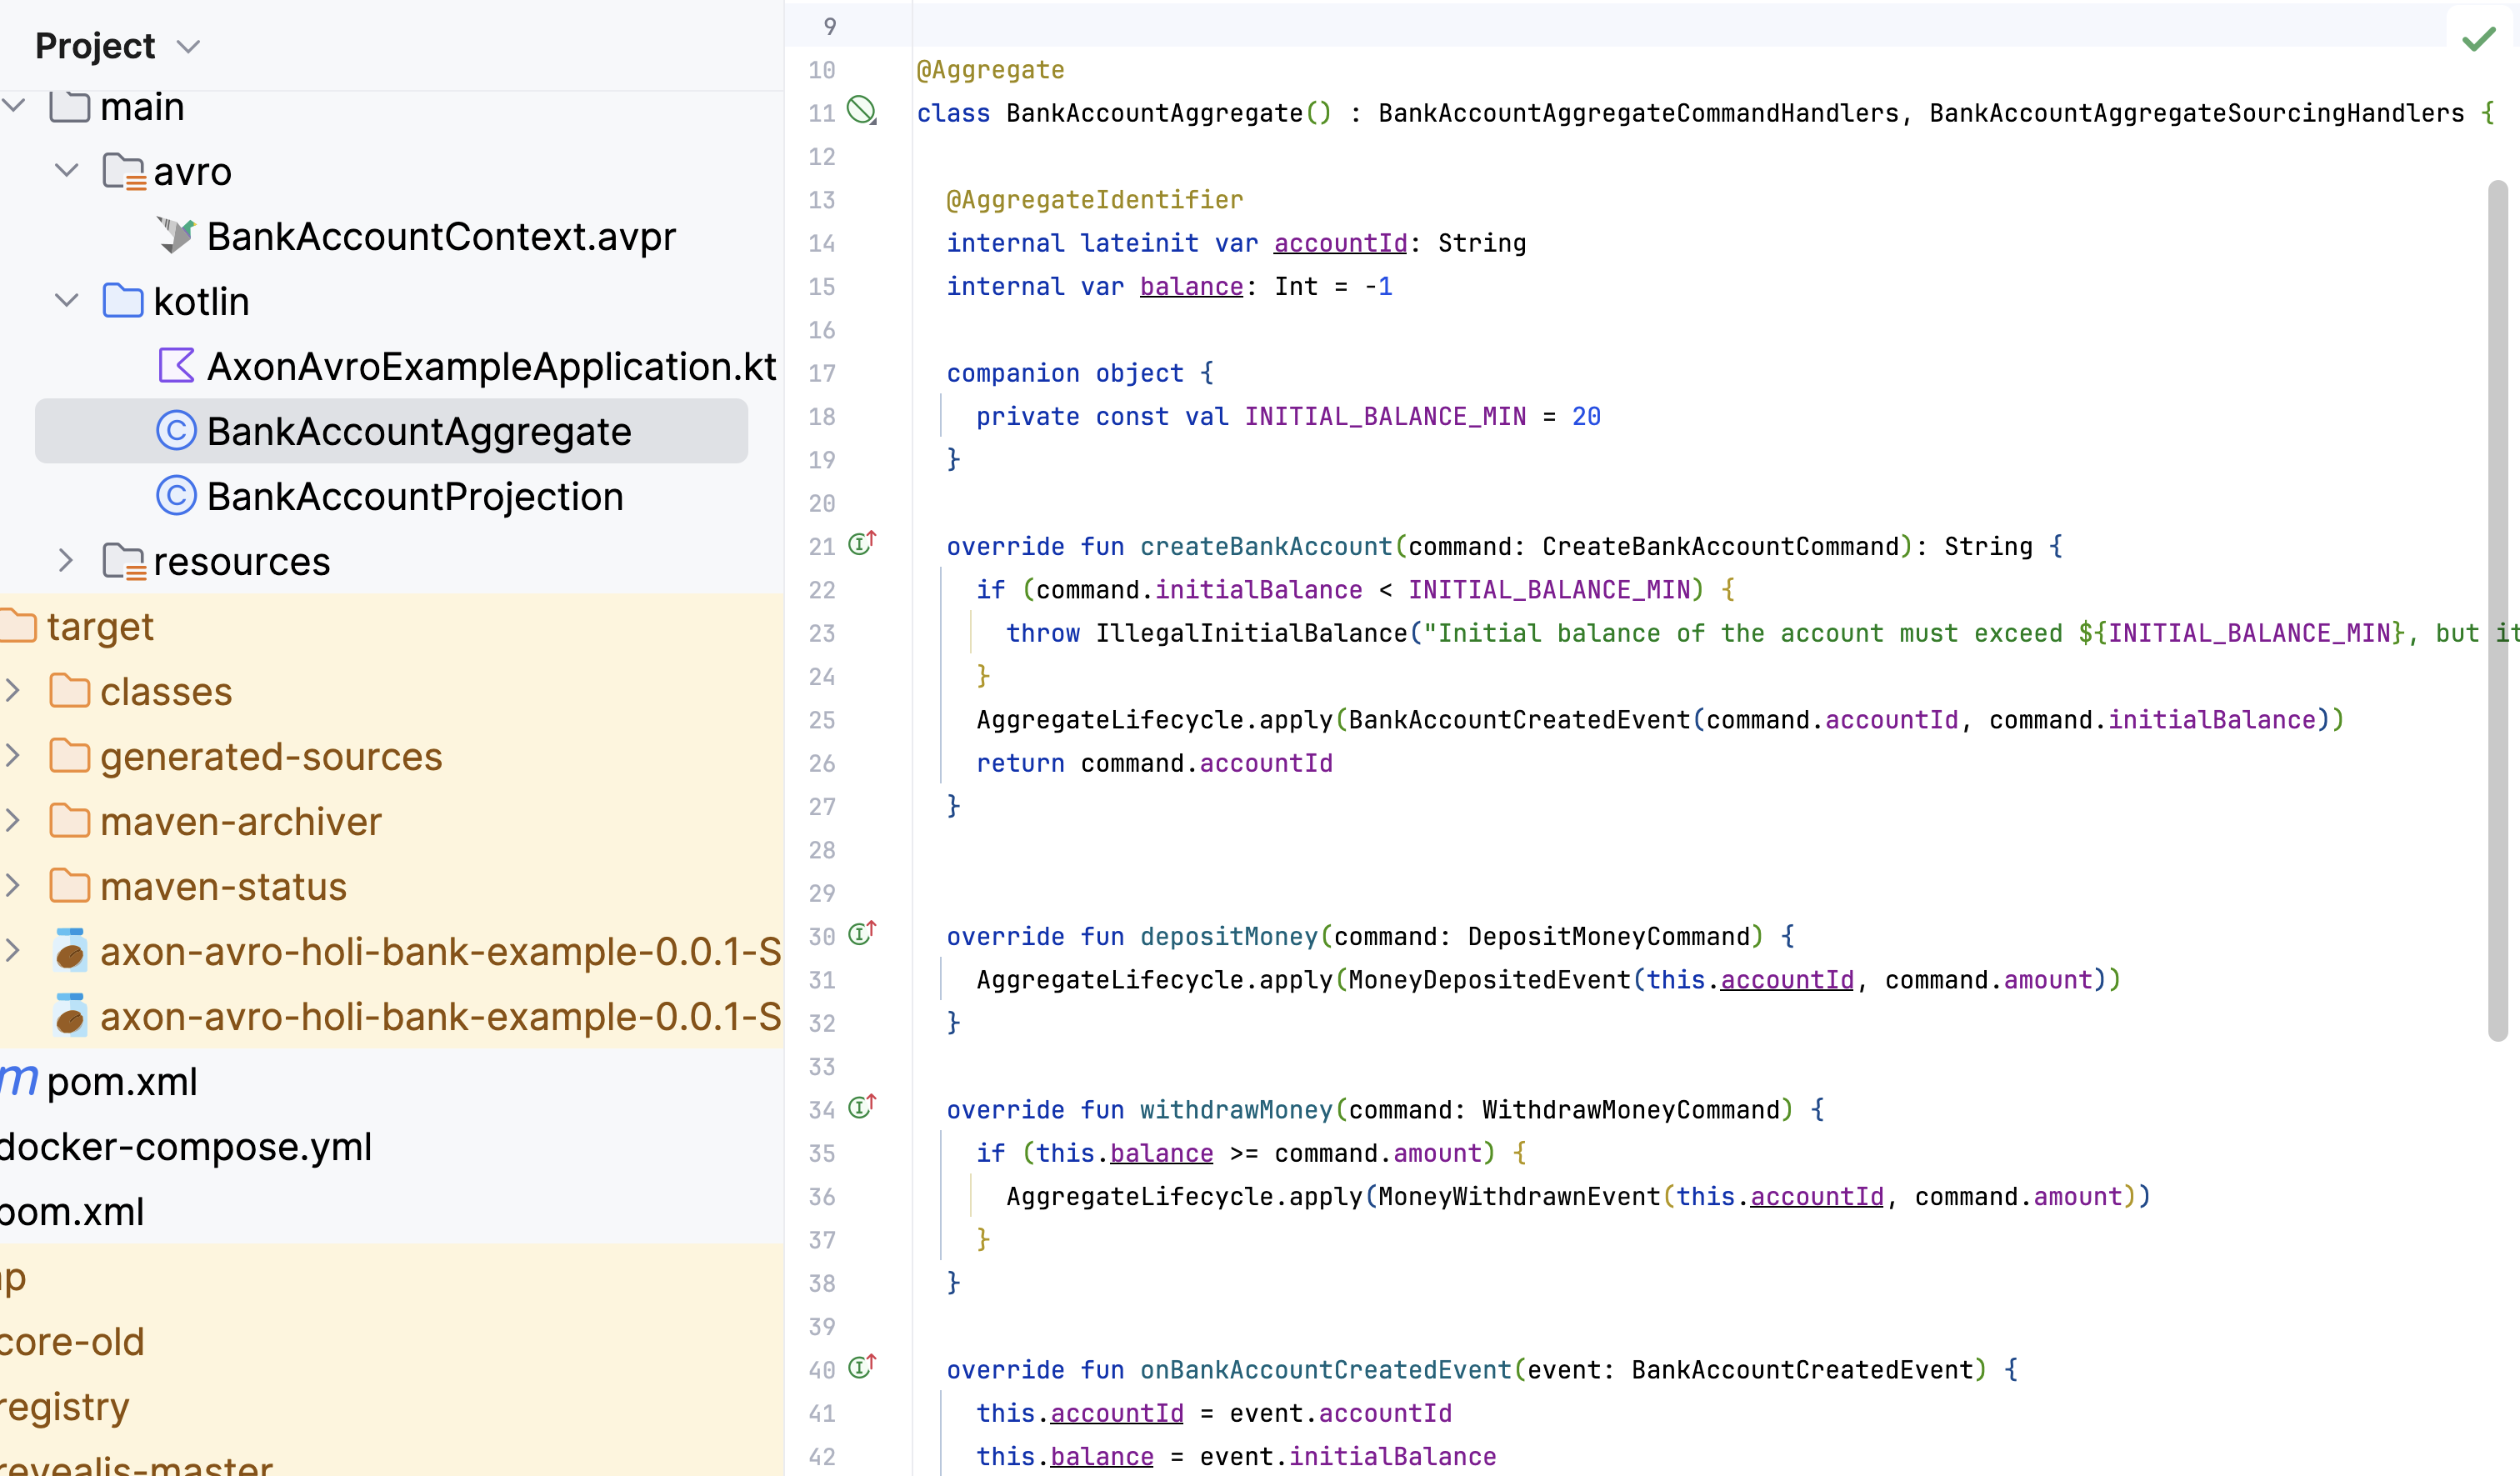 Project
main
avro
BankAccountContext.avpr
kotlin
AxonAvroExampleApplication.kt
BankAccountAggregate
BankAccountProjection
resources
target
classes
generated-sources
maven-archiver
maven-status
axon-avro-holi-bank-example-0.0.1-S
axon-avro-holi-bank-example-0.0.1-S
pom.xml
docker-compose.yml
pom.xml
core-old
registry
revealjs-master
9
10 @Aggregate
11 class BankAccountAggregate() : BankAccountAggregateCommandHandlers, BankAccountAggregateSourcingHandlers {
12
13 @AggregateIdentifier
14 internal lateinit var accountId: String
15 internal var balance: Int = -1
16
17 companion object {
18 private const val INITIAL_BALANCE_MIN = 20
19 }
20
21 override fun createBankAccount(command: CreateBankAccountCommand): String {
22 if (command.initialBalance < INITIAL_BALANCE_MIN) {
23 throw IllegalInitialBalance("Initial balance of the account must exceed ${INITIAL_BALANCE_MIN}, but it
24 }
25 AggregateLifecycle.apply(BankAccountCreatedEvent(command.accountId, command.initialBalance))
26 return command.accountId
27 }
28
29
30 override fun depositMoney(command: DepositMoneyCommand) {
31 AggregateLifecycle.apply(MoneyDepositedEvent(this.accountId, command.amount))
32 }
33
34 override fun withdrawMoney(command: WithdrawMoneyCommand) {
35 if (this.balance >= command.amount) {
36 AggregateLifecycle.apply(MoneyWithdrawnEvent(this.accountId, command.amount))
37 }
38 }
39
40 override fun onBankAccountCreatedEvent(event: BankAccountCreatedEvent) {
41 this.accountId = event.accountId
42 this.balance = event.initialBalance